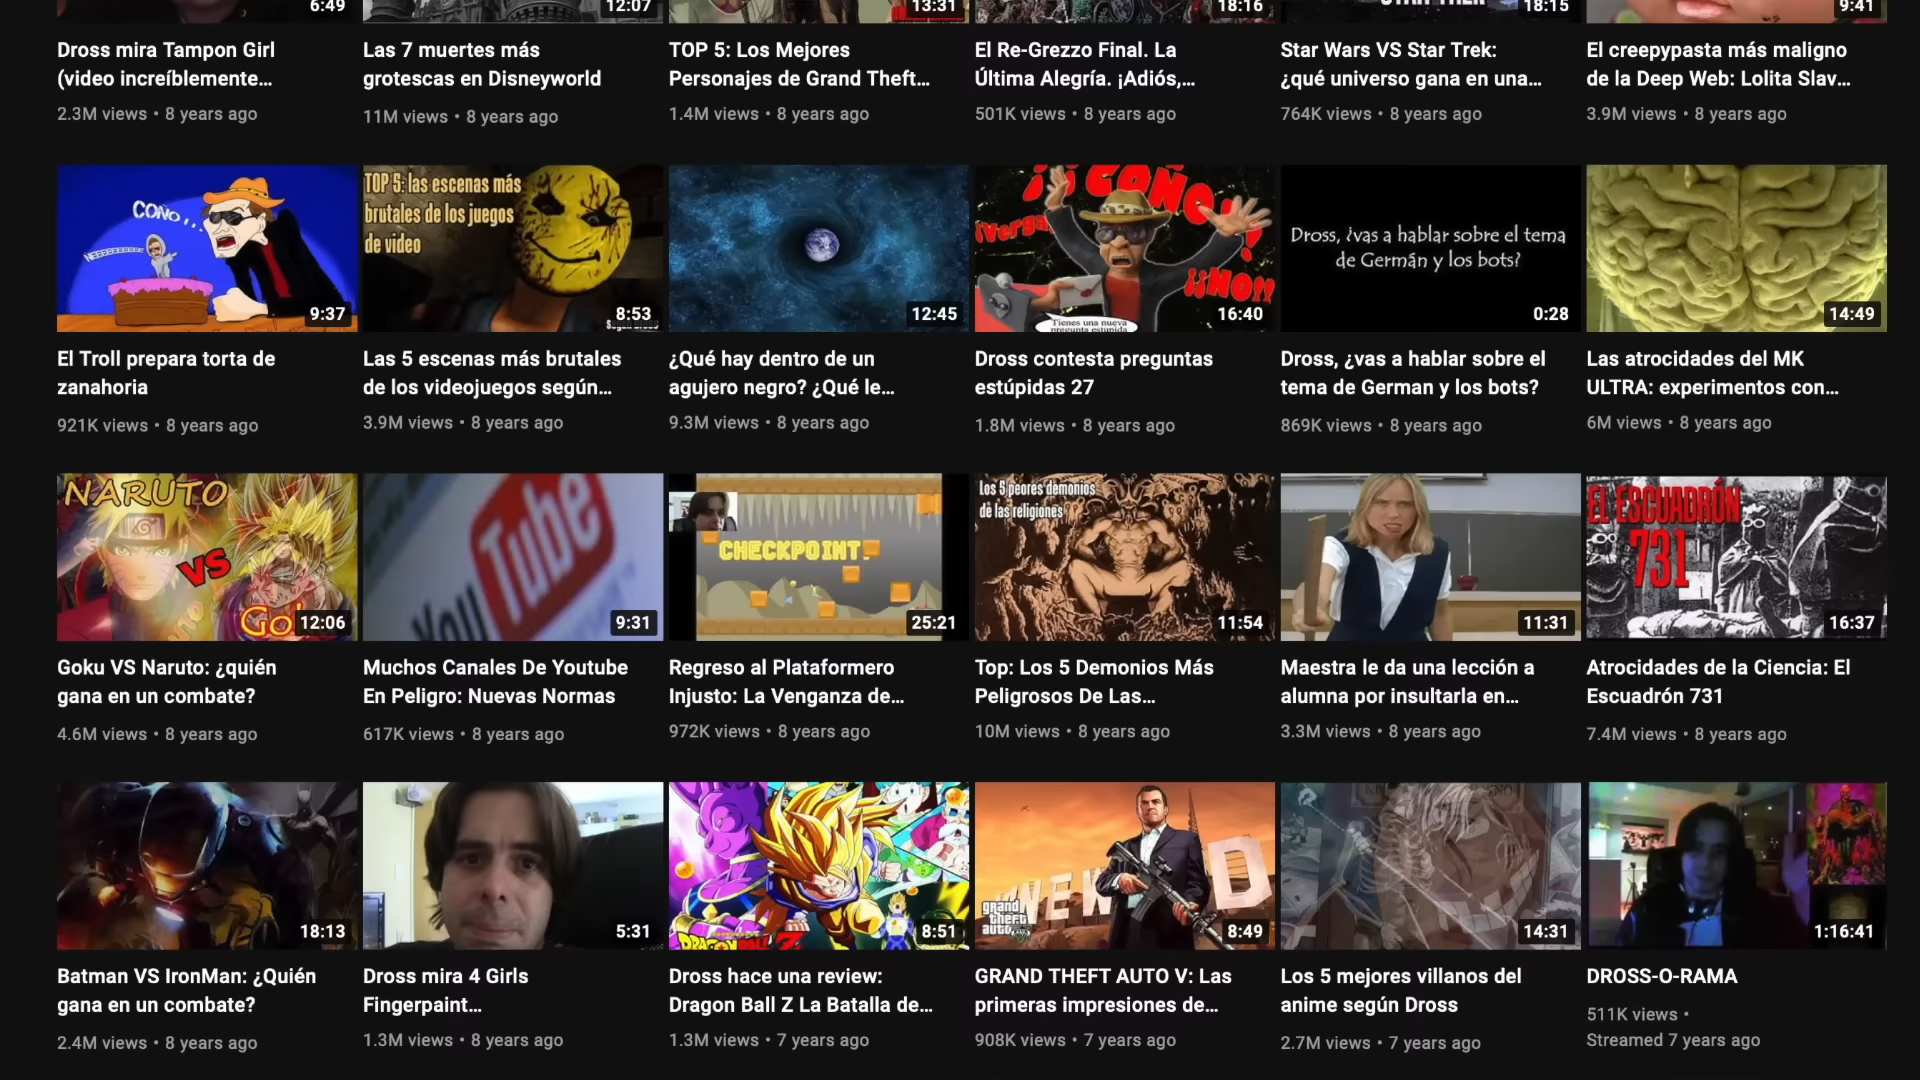 6:49
12:07
13:31
18:16
18:15
9:41
Dross mira Tampon Girl
(video increíblemente...
2.3M views • 8 years ago
Las 7 muertes más
grotescas en Disneyworld
11M views • 8 years ago
TOP 5: Los Mejores
Personajes de Grand Theft...
1.4M views • 8 years ago
El Re-Grezzo Final. La
Última Alegría. ¡Adiós,...
501K views • 8 years ago
Star Wars VS Star Trek:
¿qué universo gana en una...
764K views • 8 years ago
El creepypasta más maligno
de la Deep Web: Lolita Slav...
3.9M views • 8 years ago
COÑO...
9:37
El Troll prepara torta de
zanahoria
921K views • 8 years ago
TOP 5: las escenas más
brutales de los juegos
de video
8:53
Las 5 escenas más brutales
de los videojuegos según...
3.9M views • 8 years ago
12:45
¿Qué hay dentro de un
agujero negro? ¿Qué le...
9.3M views • 8 years ago
¡¡COÑO!
¡Verga
¡¡NO!!
Tienes una nueva
pregunta estupida
16:40
Dross contesta preguntas
estúpidas 27
1.8M views • 8 years ago
Dross, ¿vas a hablar sobre el tema
de Germán y los bots?
0:28
Dross, ¿vas a hablar sobre el
tema de German y los bots?
869K views • 8 years ago
14:49
Las atrocidades del MK
ULTRA: experimentos con...
6M views • 8 years ago
NARUTO
VS
Go
12:06
Goku VS Naruto: ¿quién
gana en un combate?
4.6M views • 8 years ago
You Tube
9:31
Muchos Canales De Youtube
En Peligro: Nuevas Normas
617K views • 8 years ago
CHECKPOINT!
25:21
Regreso al Plataformero
Injusto: La Venganza de...
972K views • 8 years ago
Los 5 peores demonios
de las religiones
11:54
Top: Los 5 Demonios Más
Peligrosos De Las...
10M views • 8 years ago
11:31
Maestra le da una lección a
alumna por insultarla en...
3.3M views • 8 years ago
EL ESCUADRÓN
731
16:37
Atrocidades de la Ciencia: El
Escuadrón 731
7.4M views • 8 years ago
18:13
Batman VS IronMan: ¿Quién
gana en un combate?
2.4M views • 8 years ago
5:31
Dross mira 4 Girls
Fingerpaint...
1.3M views • 8 years ago
DRAGON BALL Z
8:51
Dross hace una review:
Dragon Ball Z La Batalla de...
1.3M views • 7 years ago
grand
theft
auto
8:49
GRAND THEFT AUTO V: Las
primeras impresiones de...
908K views • 7 years ago
14:31
Los 5 mejores villanos del
anime según Dross
2.7M views • 7 years ago
1:16:41
DROSS-O-RAMA
511K views •
Streamed 7 years ago